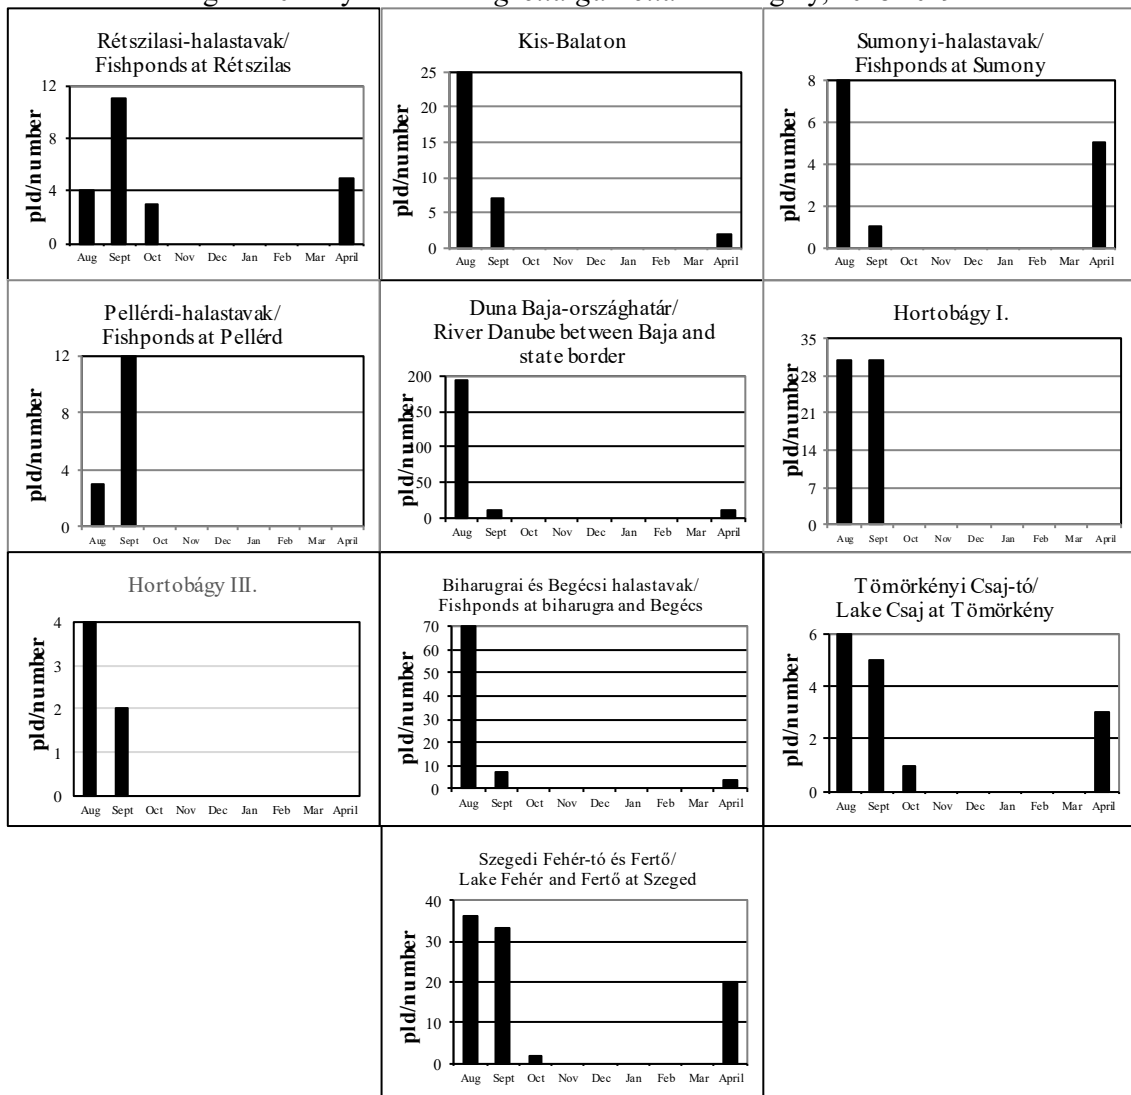 Rétszilasi-halastavak/
Fishponds at Rétszilas
pld/number
12
8
4
0
Aug Sept Oct Nov Dec Jan Feb Mar April
Kis-Balaton
pld/number
25
20
15
10
5
0
Aug Sept Oct Nov Dec Jan Feb Mar April
Sumonyi-halastavak/
Fishponds at Sumony
pld/number
8
6
4
2
0
Aug Sept Oct Nov Dec Jan Feb Mar April
Pellérdi-halastavak/
Fishponds at Pellérd
pld/number
12
8
4
0
Aug Sept Oct Nov Dec Jan Feb Mar April
Duna Baja-országhatár/
River Danube between Baja and
state border
pld/number
200
150
100
50
0
Aug Sept Oct Nov Dec Jan Feb Mar April
Hortobágy I.
pld/number
35
28
21
14
7
0
Aug Sept Oct Nov Dec Jan Feb Mar April
Hortobágy III.
pld/number
4
3
2
1
0
Aug Sept Oct Nov Dec Jan Feb Mar April
Biharugrai és Begécsi halastavak/
Fishponds at biharugra and Begécs
pld/number
70
60
50
40
30
20
10
0
Aug Sept Oct Nov Dec Jan Feb Mar April
Tömörkényi Csaj-tó/
Lake Csaj at Tömörkény
pld/number
6
4
2
0
Aug Sept Oct Nov Dec Jan Feb Mar April
Szegedi Fehér-tó és Fertő/
Lake Fehér and Fertő at Szeged
pld/number
40
30
20
10
0
Aug Sept Oct Nov Dec Jan Feb Mar April